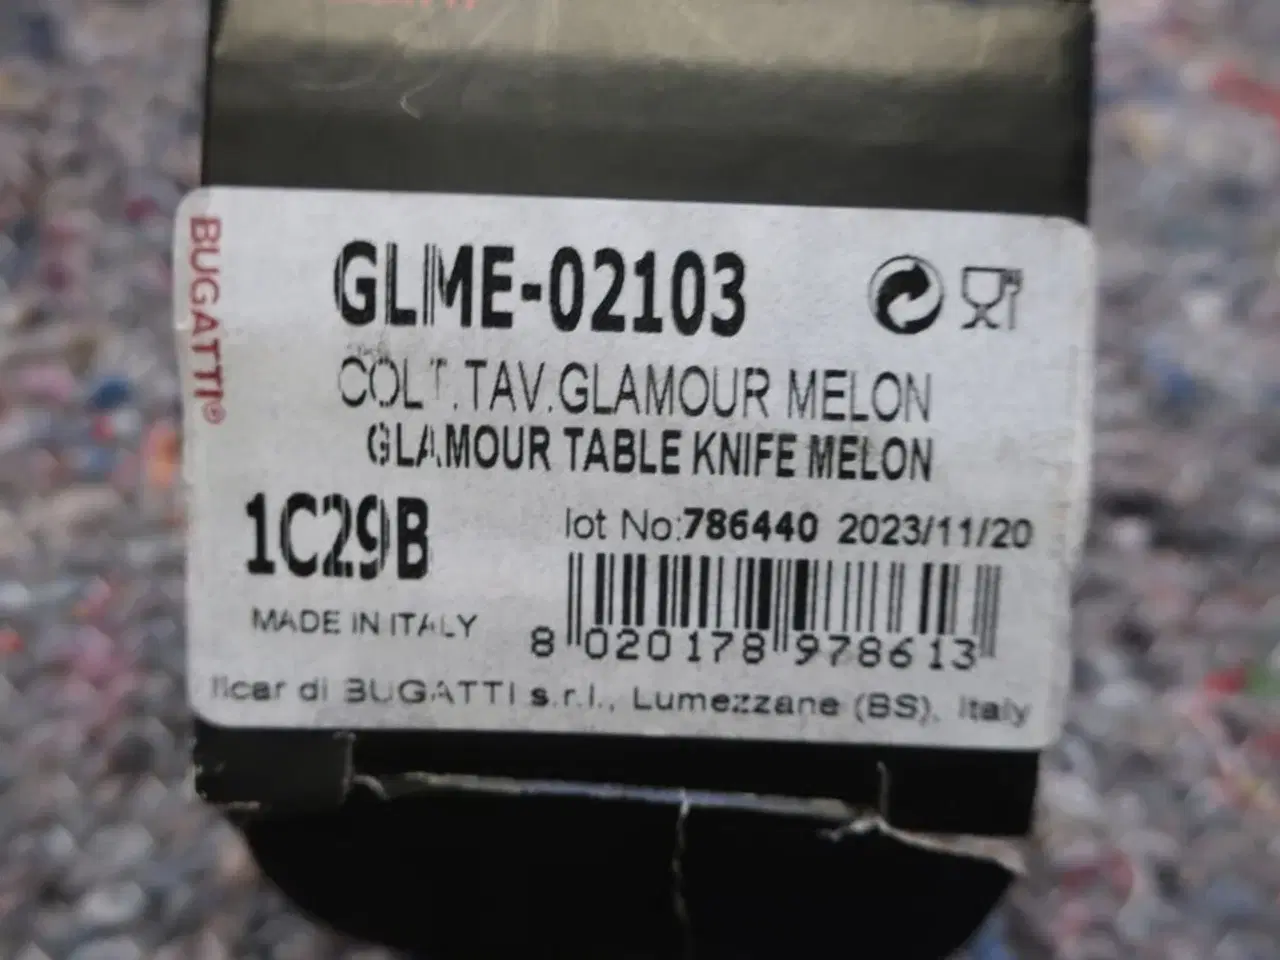 BUGATTI®
GLME-02103
COLT.TAV.GLAMOUR MELON
GLAMOUR TABLE KNIFE MELON
1C29B
lot No:786440 2023/11/20
MADE IN ITALY
8 020178 978613
di BUGATTI s.r.l., Lumezzane (BS), Italy